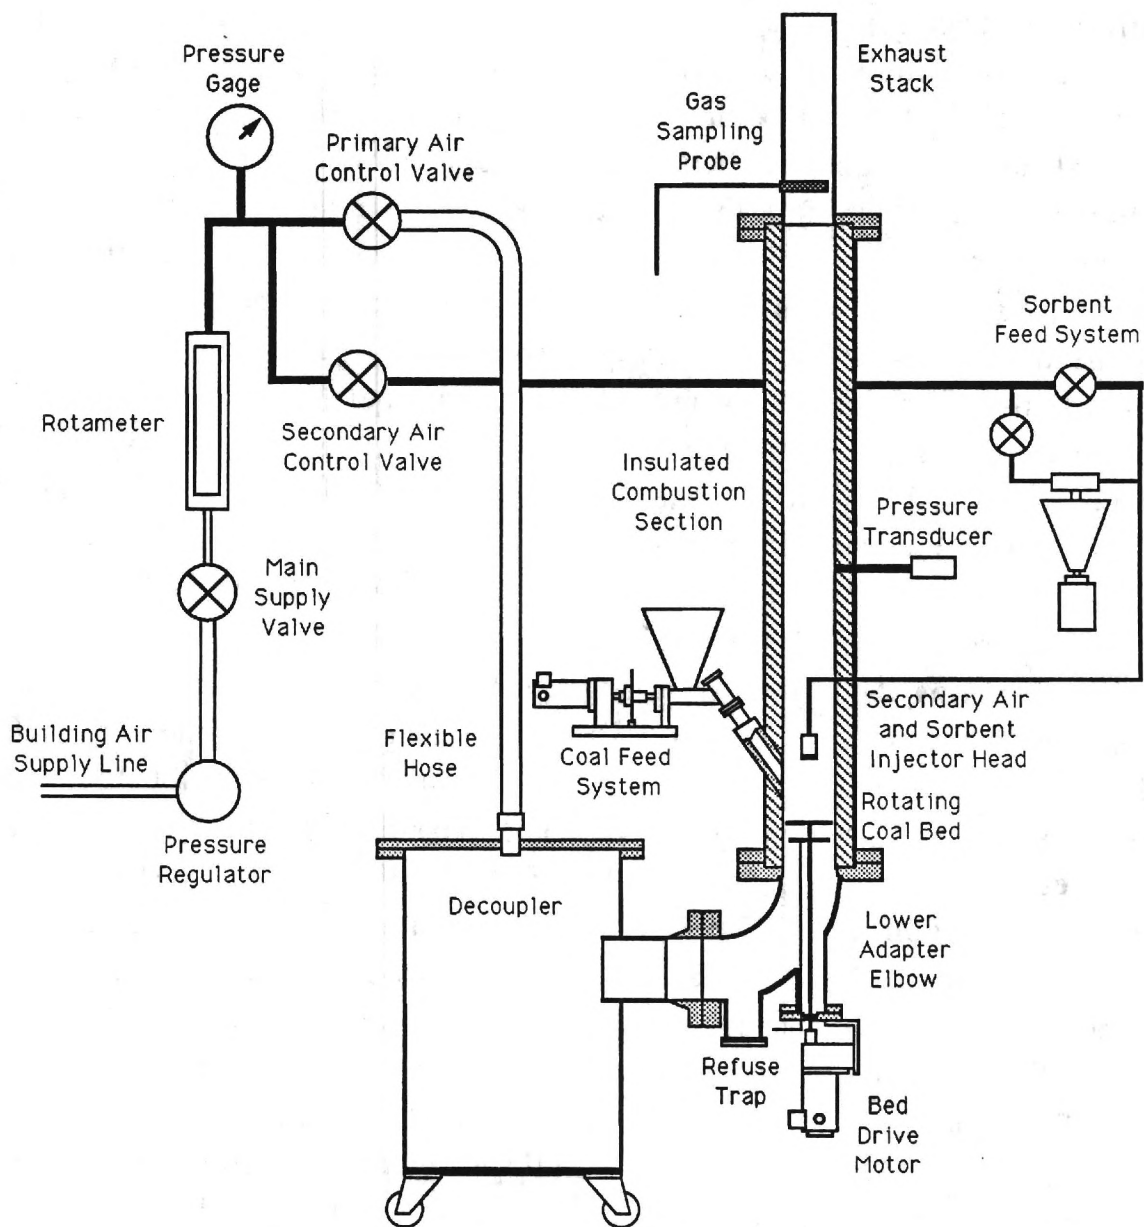 Pressure
Gage
Exhaust
Stack
Gas
Sampling
Probe
Primary Air
Control Valve
Sorbent
Feed System
Rotameter
Secondary Air
Control Valve
Insulated
Combustion
Section
Pressure
Transducer
Main
Supply
Valve
Building Air
Supply Line
Flexible
Hose
Coal Feed
System
Secondary Air
and Sorbent
Injector Head
Rotating
Coal Bed
Pressure
Regulator
Decoupler
Lower
Adapter
Elbow
Refuse
Trap
Bed
Drive
Motor